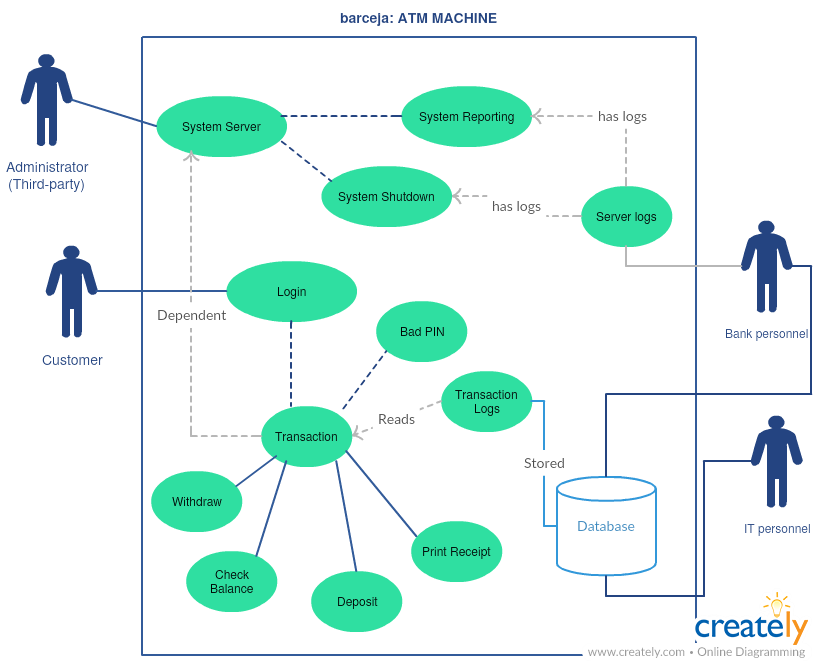 barceja: ATM MACHINE
Administrator
(Third-party)
System Server
System Reporting
has logs
System Shutdown
has logs
Server logs
Customer
Login
Dependent
Bad PIN
Bank personnel
Transaction
Logs
Reads
Transaction
Stored
Withdraw
Database
IT personnel
Print Receipt
Check
Balance
Deposit
creately
www.creately.com • Online Diagramming